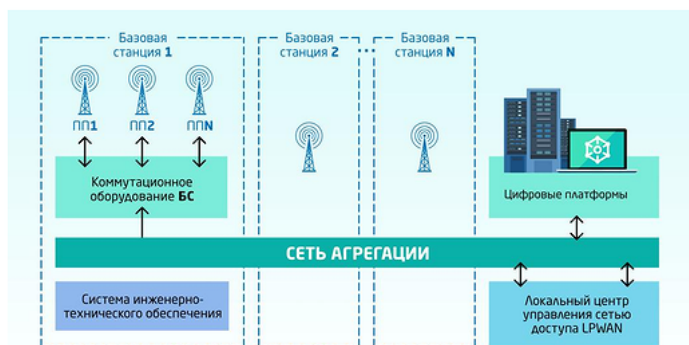 Базовая
станция 1
Базовая
станция 2
...
Базовая
станция N
ПП1
ПП2
ППN
Коммутационное
оборудование БС
Цифровые платформы
СЕТЬ АГРЕГАЦИИ
Система инженерно-
технического обеспечения
Локальный центр
управления сетью
доступа LPWAN